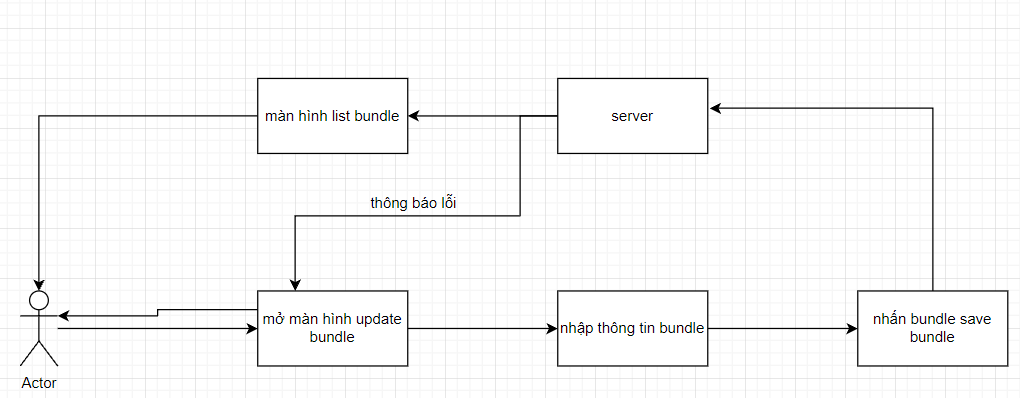 màn hình list bundle
server
thông báo lỗi
mở màn hình update
bundle
nhập thông tin bundle
nhấn bundle save
bundle
Actor